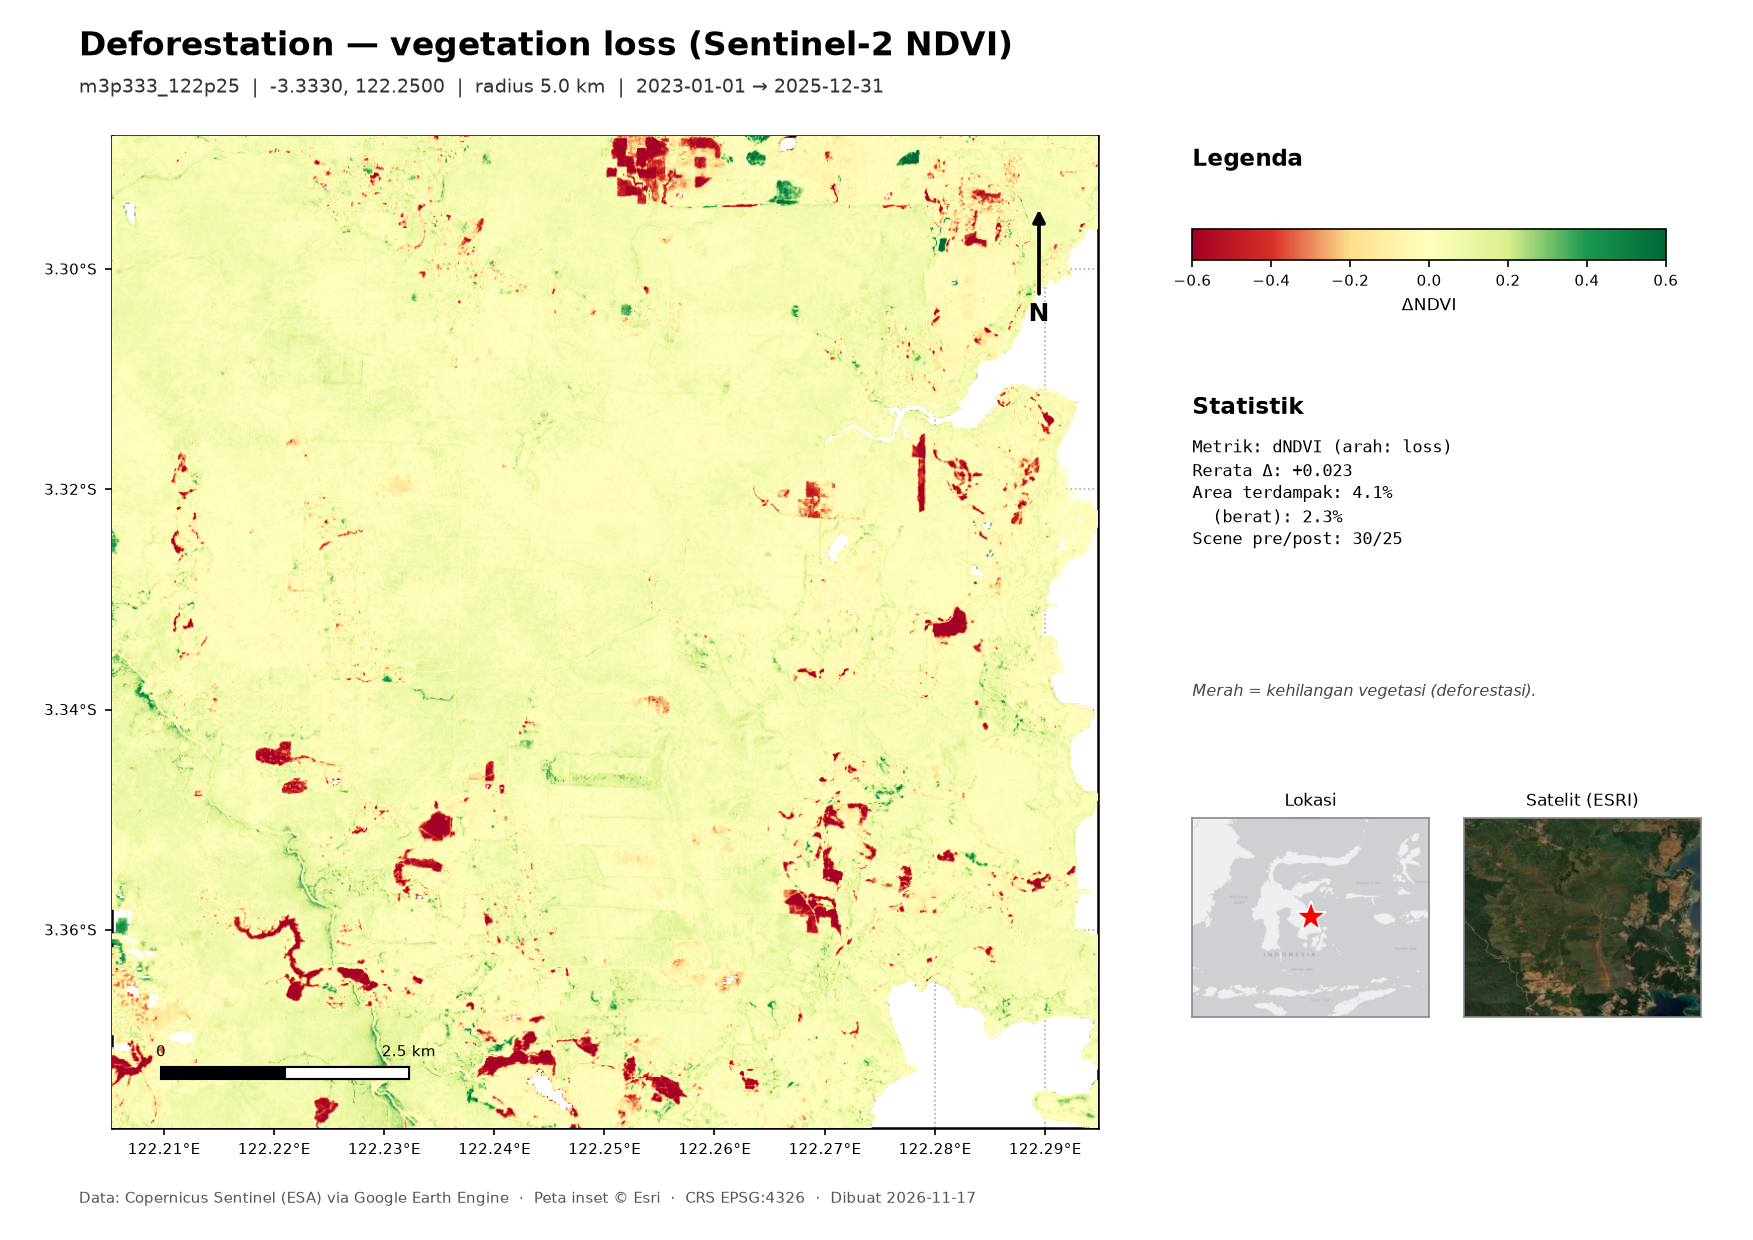 Deforestation — vegetation loss (Sentinel-2 NDVI)
m3p333_122p25 | -3.3330, 122.2500 | radius 5.0 km | 2023-01-01 → 2025-12-31
Legenda
−0.6 −0.4 −0.2 0.0 0.2 0.4 0.6
ΔNDVI
N
3.30°S
3.32°S
3.34°S
3.36°S
Statistik
Metrik: dNDVI (arah: loss)
Rerata Δ: +0.023
Area terdampak: 4.1%
(berat): 2.3%
Scene pre/post: 30/25
Merah = kehilangan vegetasi (deforestasi).
Lokasi
Satelit (ESRI)
INDONESIA
0 2.5 km
122.21°E 122.22°E 122.23°E 122.24°E 122.25°E 122.26°E 122.27°E 122.28°E 122.29°E
Data: Copernicus Sentinel (ESA) via Google Earth Engine · Peta inset © Esri · CRS EPSG:4326 · Dibuat 2026-11-17